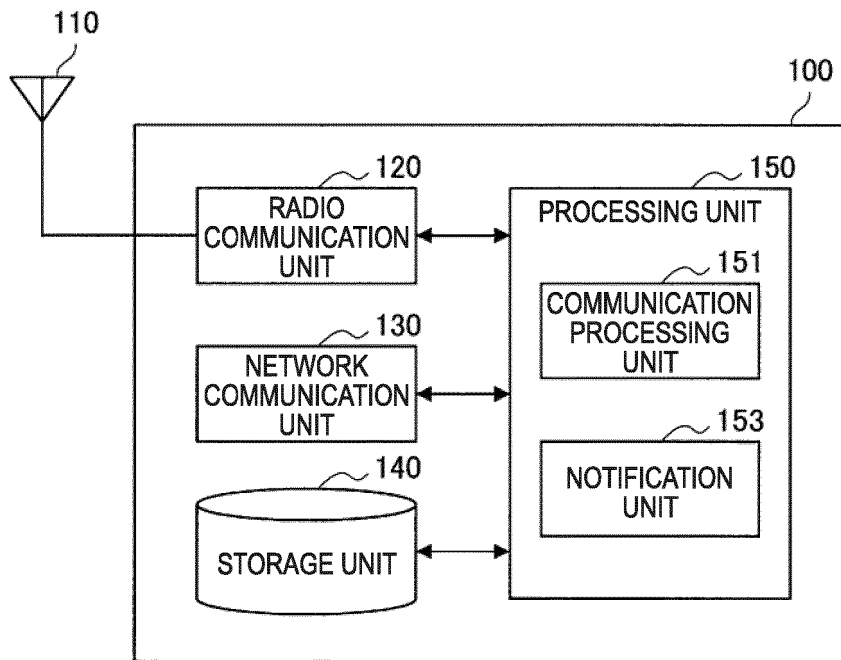 110
100
120
RADIO
COMMUNICATION
UNIT
130
NETWORK
COMMUNICATION
UNIT
140
STORAGE UNIT
150
PROCESSING UNIT
151
COMMUNICATION
PROCESSING
UNIT
153
NOTIFICATION
UNIT